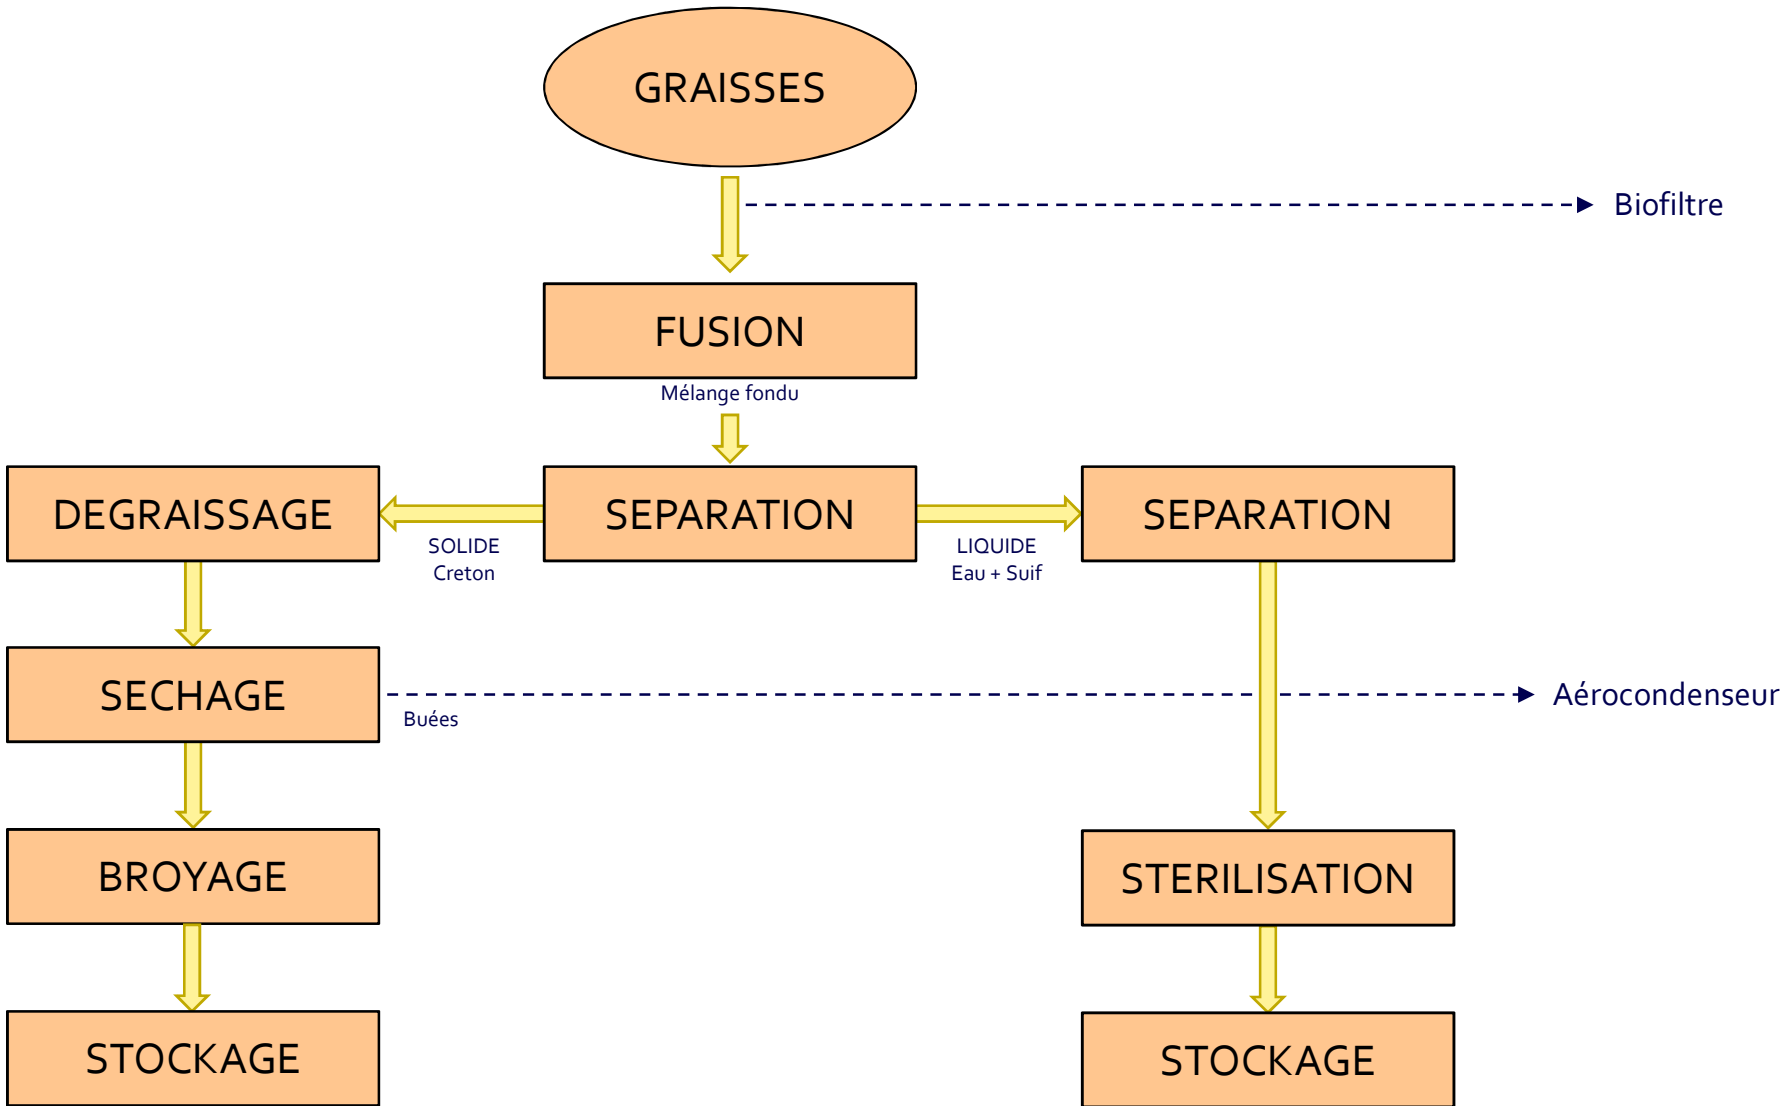 GRAISSES
Biofiltre
FUSION
Mélange fondu
DEGRAISSAGE
SEPARATION
SEPARATION
SOLIDE
Creton
LIQUIDE
Eau + Suif
SECHAGE
Buées
Aérocondenseur
BROYAGE
STERILISATION
STOCKAGE
STOCKAGE